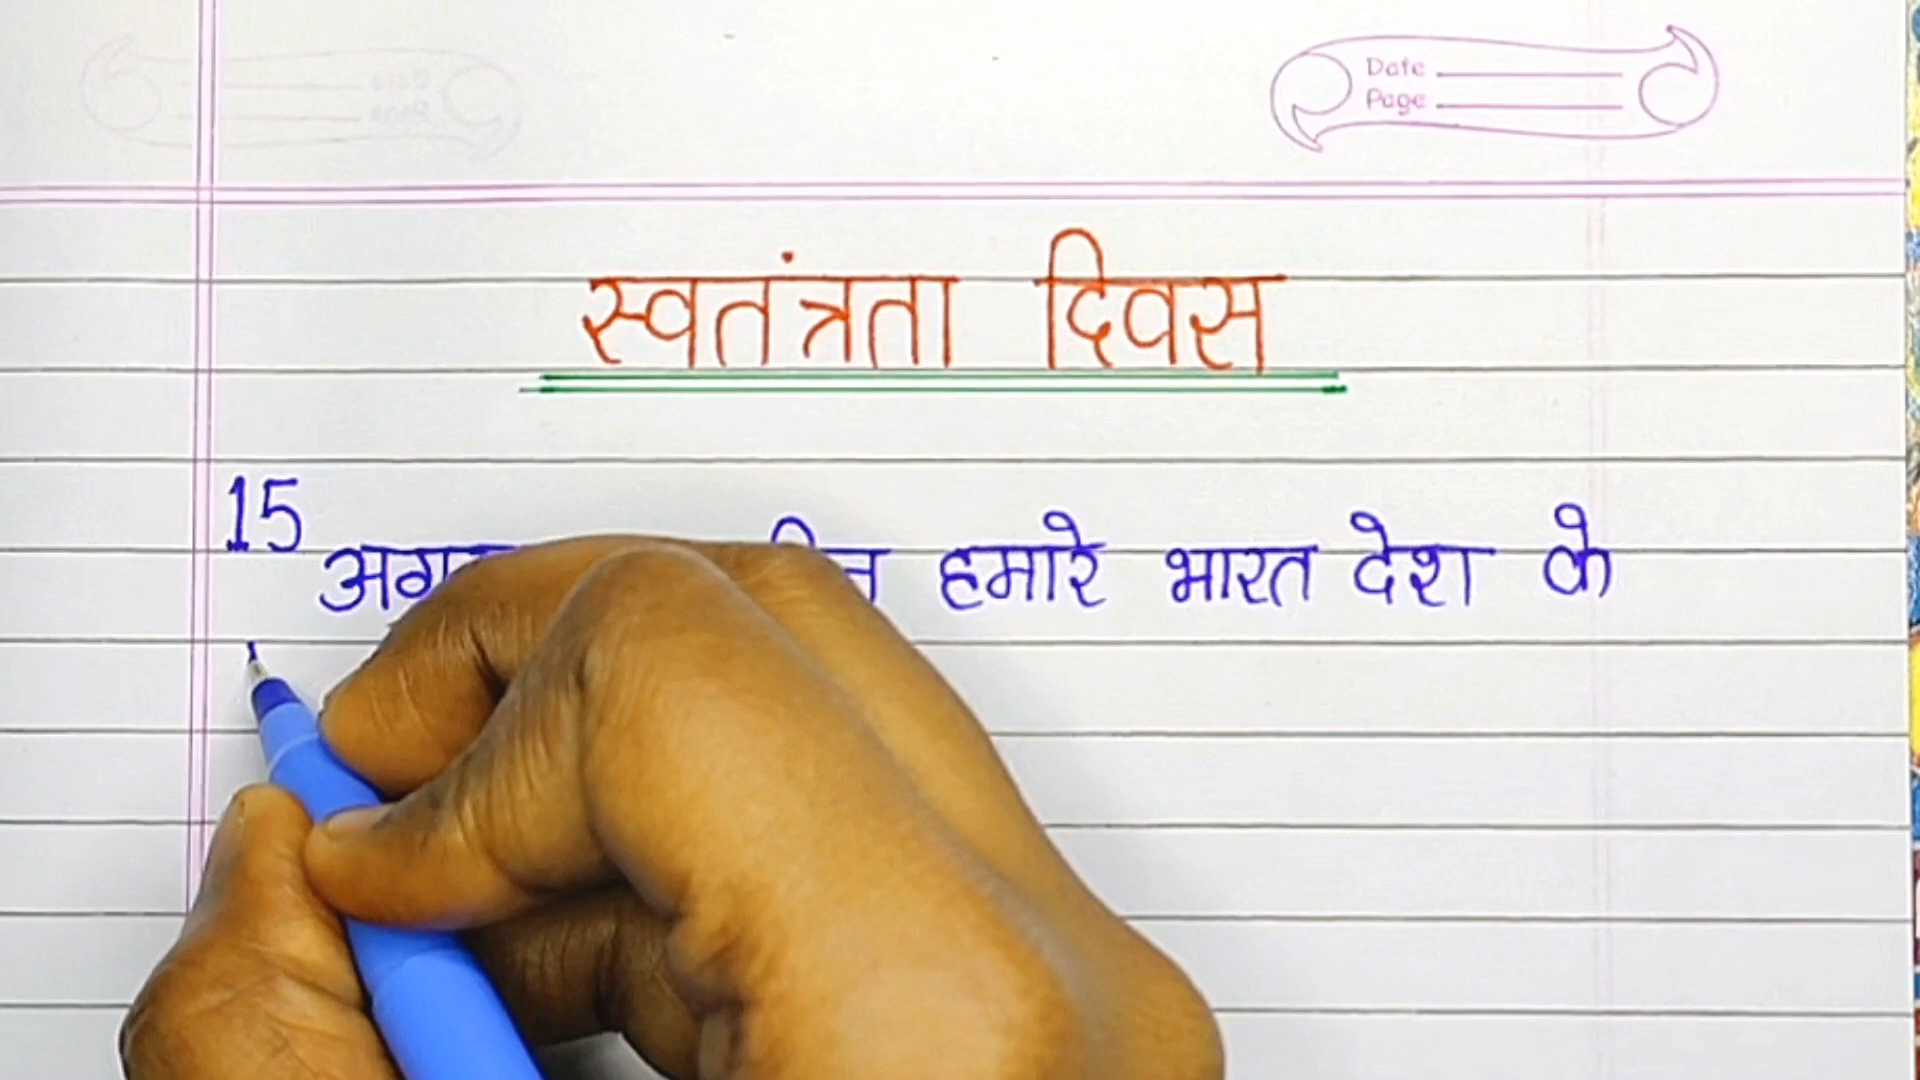 Date
Page
स्वतंत्रता दिवस
15 हमारे भारत देश के